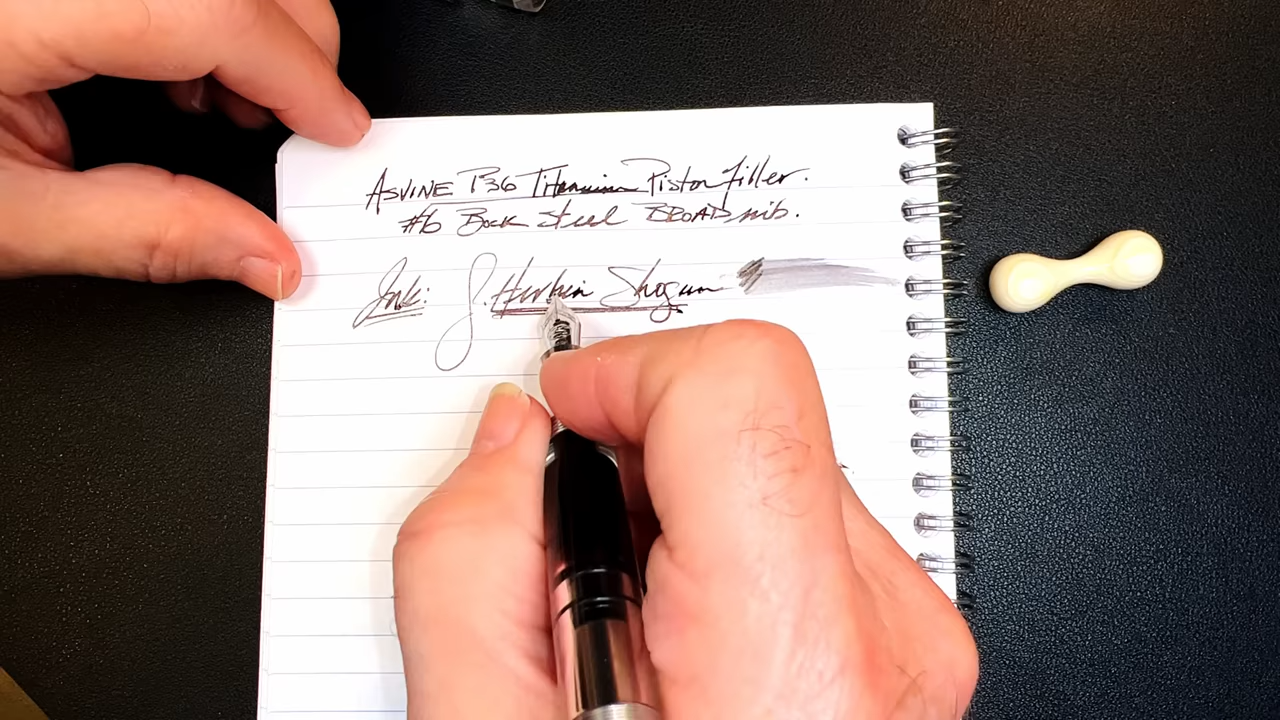 ASVINE P36 Titanium Piston filler.
#6 Bock Steel BROAD nib.
Ink: J. Herbin Shogun